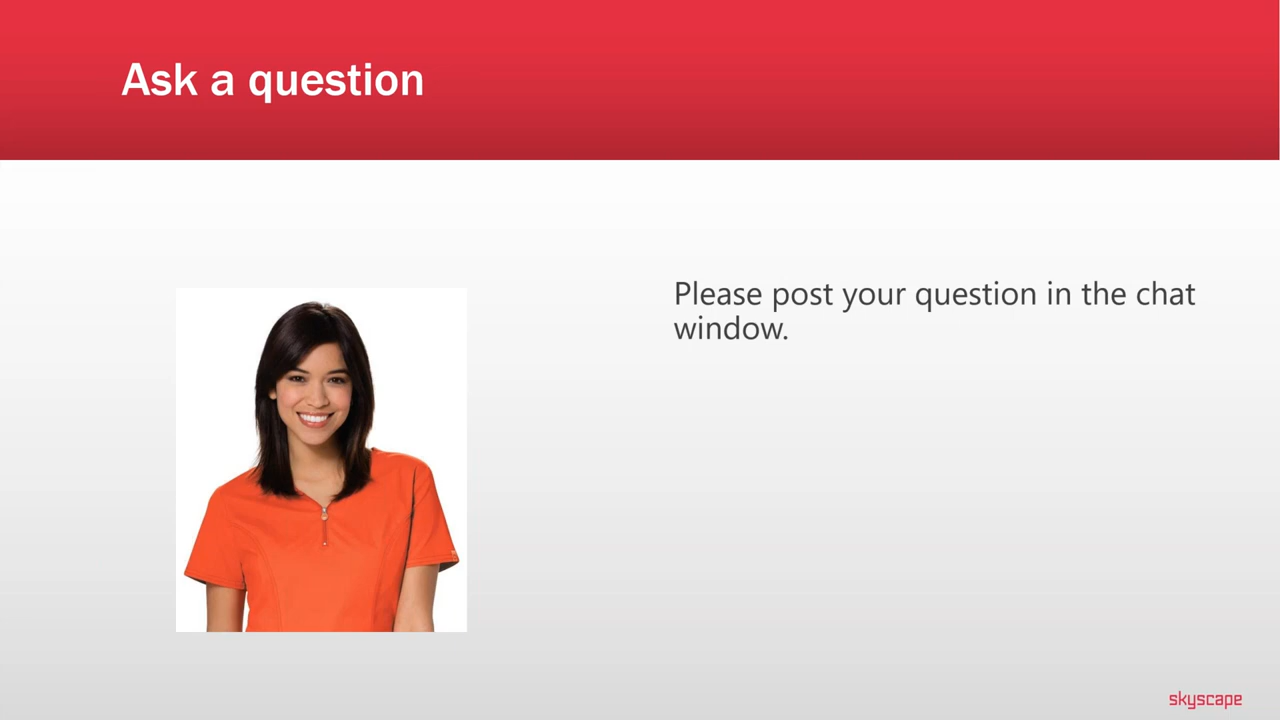 Ask a question
Please post your question in the chat
window.
skyscape